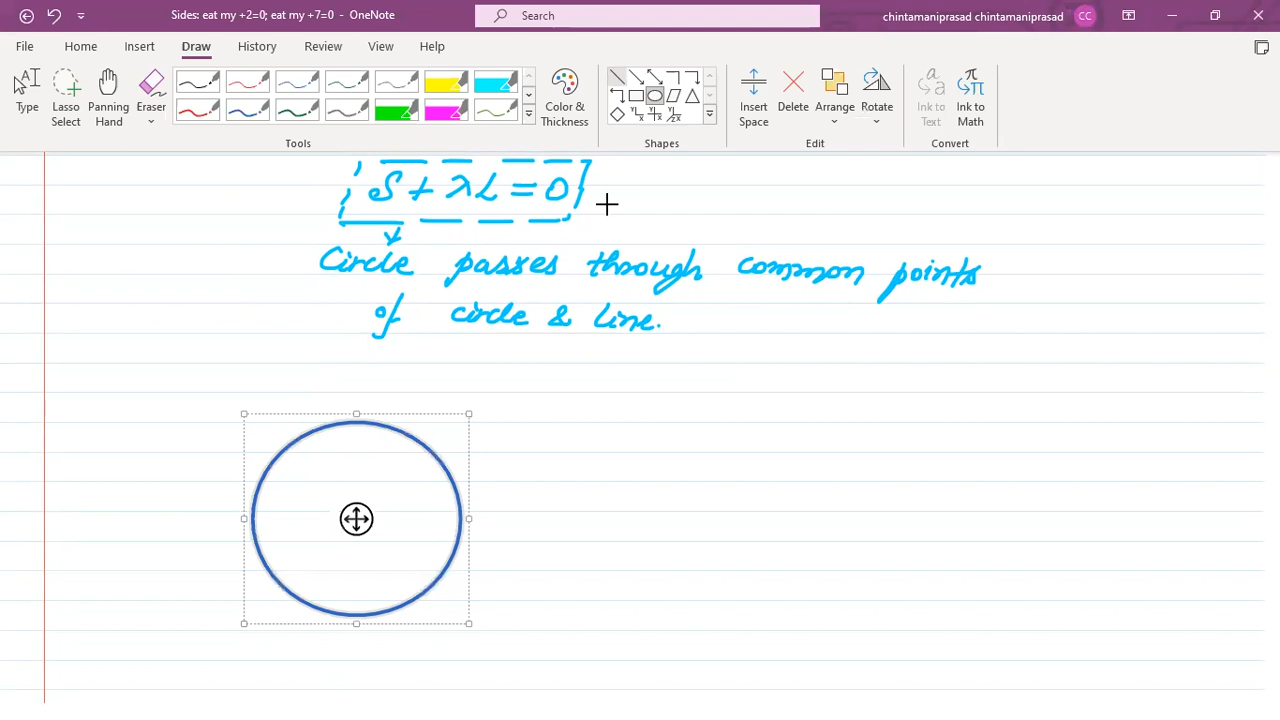 Sides: eat my +2=0; eat my +7=0 - OneNote
Search
chintamaniprasad chintamaniprasad
CC
File Home Insert Draw History Review View Help
Type
Lasso Select
Panning Hand
Eraser
Color & Thickness
Insert Space
Delete
Arrange
Rotate
Ink to Text
Ink to Math
Tools
Shapes
Edit
Convert
S + λL = 0
Circle passes through common points
of circle & line.